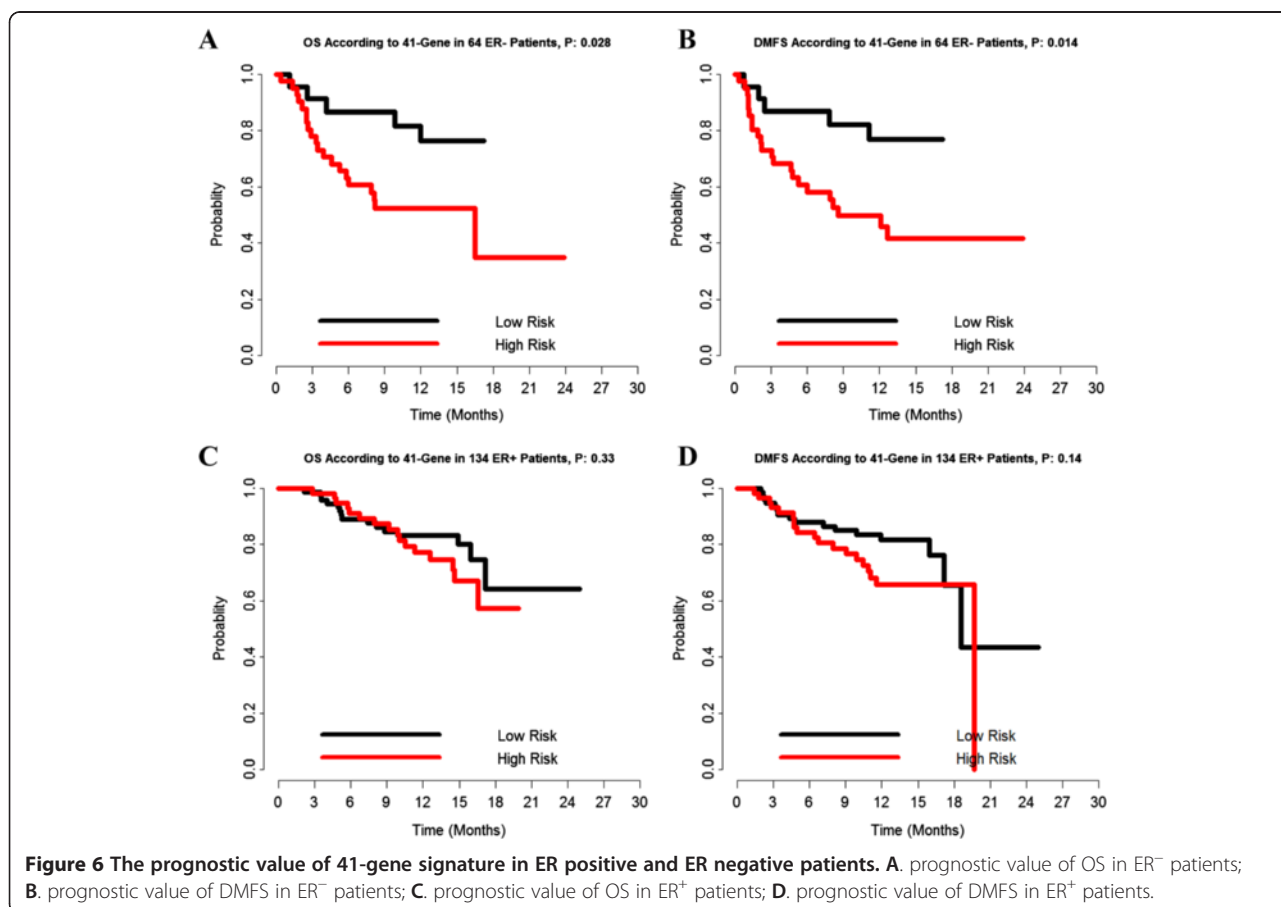 A
OS According to 41-Gene in 64 ER- Patients, P: 0.028
Probablity
1.0
0.8
0.6
0.4
0.2
0.0
Low Risk
High Risk
0 3 6 9 12 15 18 21 24 27 30
Time (Months)
B
DMFS According to 41-Gene in 64 ER- Patients, P: 0.014
Probablity
1.0
0.8
0.6
0.4
0.2
0.0
Low Risk
High Risk
0 3 6 9 12 15 18 21 24 27 30
Time (Months)
C
OS According to 41-Gene in 134 ER+ Patients, P: 0.33
Probablity
1.0
0.8
0.6
0.4
0.2
0.0
Low Risk
High Risk
0 3 6 9 12 15 18 21 24 27 30
Time (Months)
D
DMFS According to 41-Gene in 134 ER+ Patients, P: 0.14
Probablity
1.0
0.8
0.6
0.4
0.2
0.0
Low Risk
High Risk
0 3 6 9 12 15 18 21 24 27 30
Time (Months)
Figure 6 The prognostic value of 41-gene signature in ER positive and ER negative patients. A. prognostic value of OS in ER⁻ patients;
B. prognostic value of DMFS in ER⁻ patients; C. prognostic value of OS in ER⁺ patients; D. prognostic value of DMFS in ER⁺ patients.